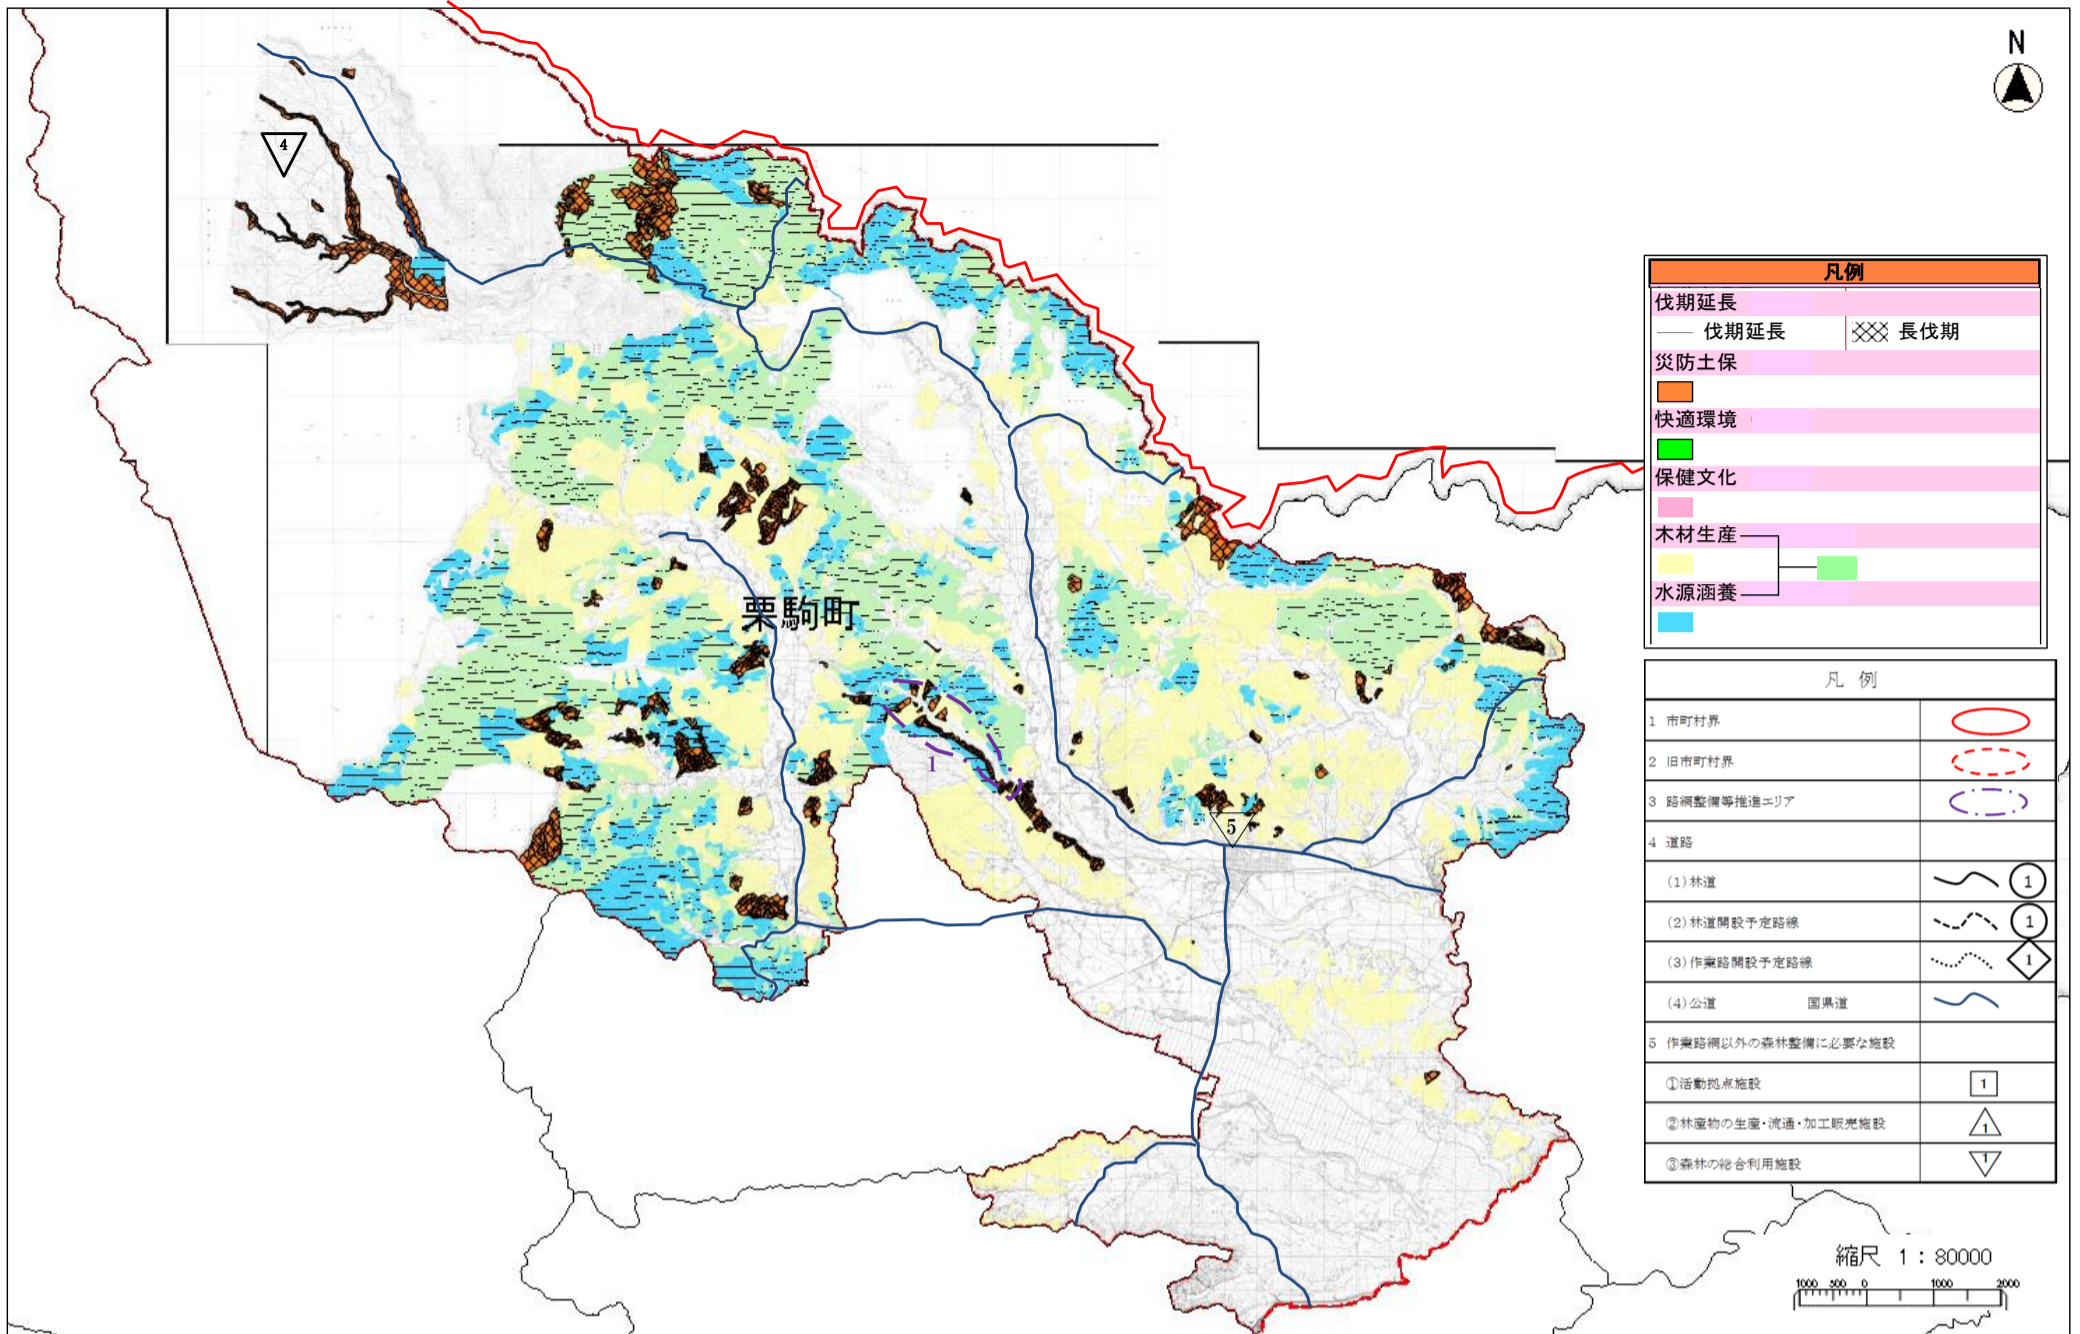 N
4
凡例
伐期延長
伐期延長
長伐期
災防土保
快適環境
保健文化
木材生産
水源涵養
栗駒町
1
5
凡 例
1 市町村界
2 旧市町村界
3 路網整備等推進エリア
4 道路
(1)林道 1
(2)林道開設予定路線 1
(3)作業路開設予定路線 1
(4)公道 国県道
5 作業路網以外の森林整備に必要な施設
①活動拠点施設 1
②林産物の生産・流通・加工販売施設 1
③森林の総合利用施設 1
縮尺 1：80000
1000 500 0 1000 2000